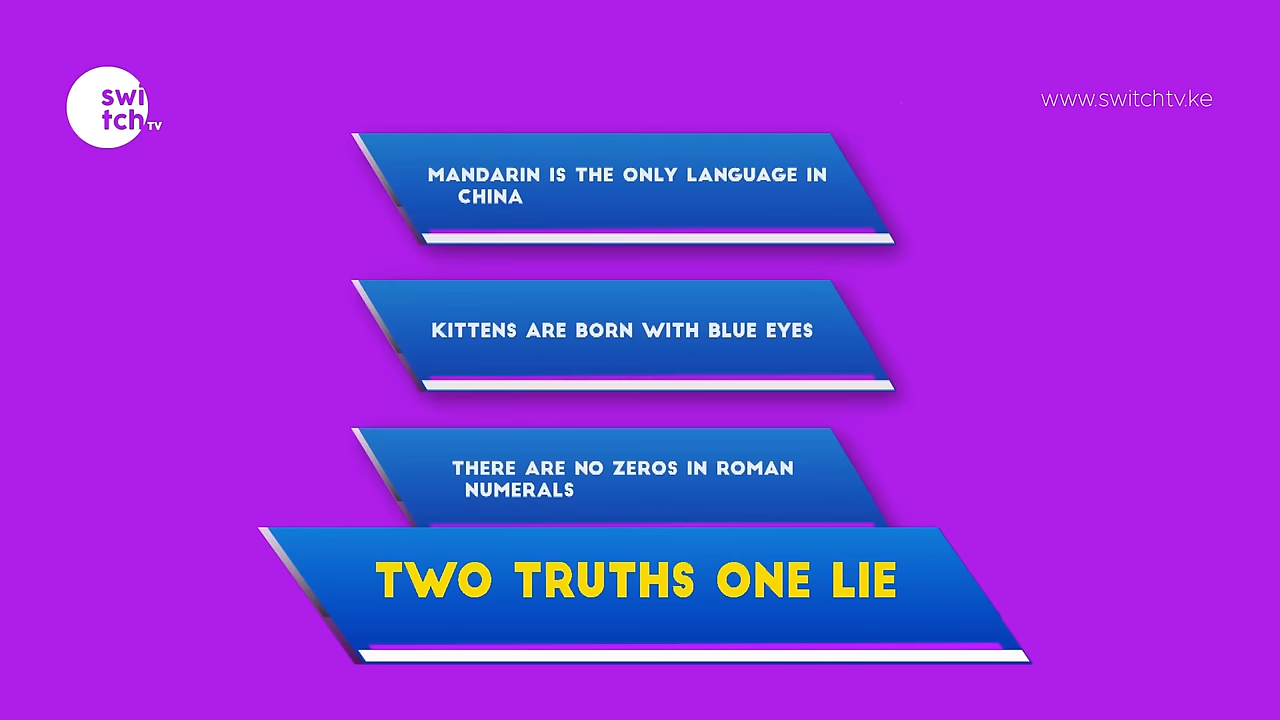 swi
tch TV
www.switchtv.ke
MANDARIN IS THE ONLY LANGUAGE IN
CHINA
KITTENS ARE BORN WITH BLUE EYES
THERE ARE NO ZEROS IN ROMAN
NUMERALS
TWO TRUTHS ONE LIE